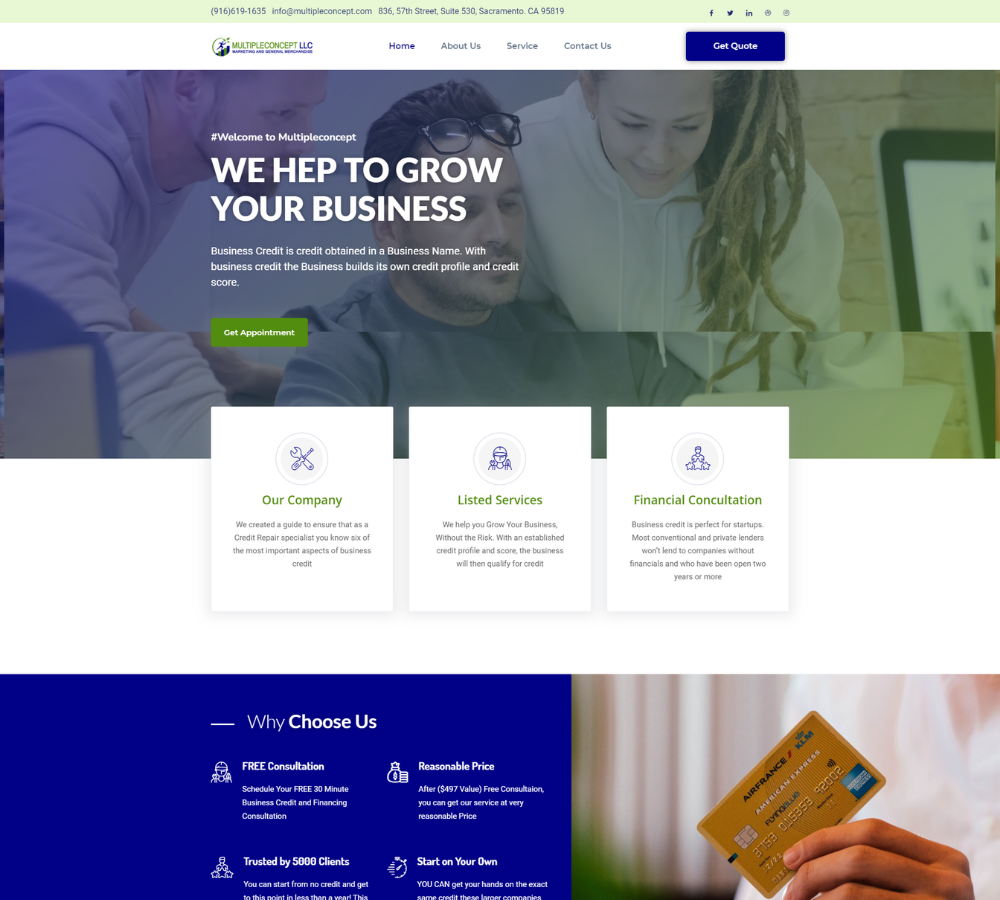 (916)619-1635 info@multipleconcept.com 836, 57th Street, Suite 530, Sacramento. CA 95819
MULTIPLECONCEPT LLC
MARKETING AND GENERAL MERCHANDISE
Home About Us Service Contact Us
Get Quote
#Welcome to Multipleconcept
WE HEP TO GROW
YOUR BUSINESS
Business Credit is credit obtained in a Business Name. With
business credit the Business builds its own credit profile and credit
score.
Get Appointment
Our Company
We created a guide to ensure that as a
Credit Repair specialist you know six of
the most important aspects of business
credit
Listed Services
We help you Grow Your Business,
Without the Risk. With an established
credit profile and score, the business
will then qualify for credit
Financial Concultation
Business credit is perfect for startups.
Most conventional and private lenders
won't lend to companies without
financials and who have been open two
years or more
Why Choose Us
FREE Consultation
Schedule Your FREE 30 Minute
Business Credit and Financing
Consultation
Reasonable Price
After ($497 Value) Free Consultaion,
you can get our service at very
reasonable Price
Trusted by 5000 Clients
You can start from no credit and get
to this point in less than a year! This
Start on Your Own
YOU CAN get your hands on the exact
same credit these larger companies
AIRFRANCE
KLM
AMERICAN EXPRESS
FLYINGBLUE